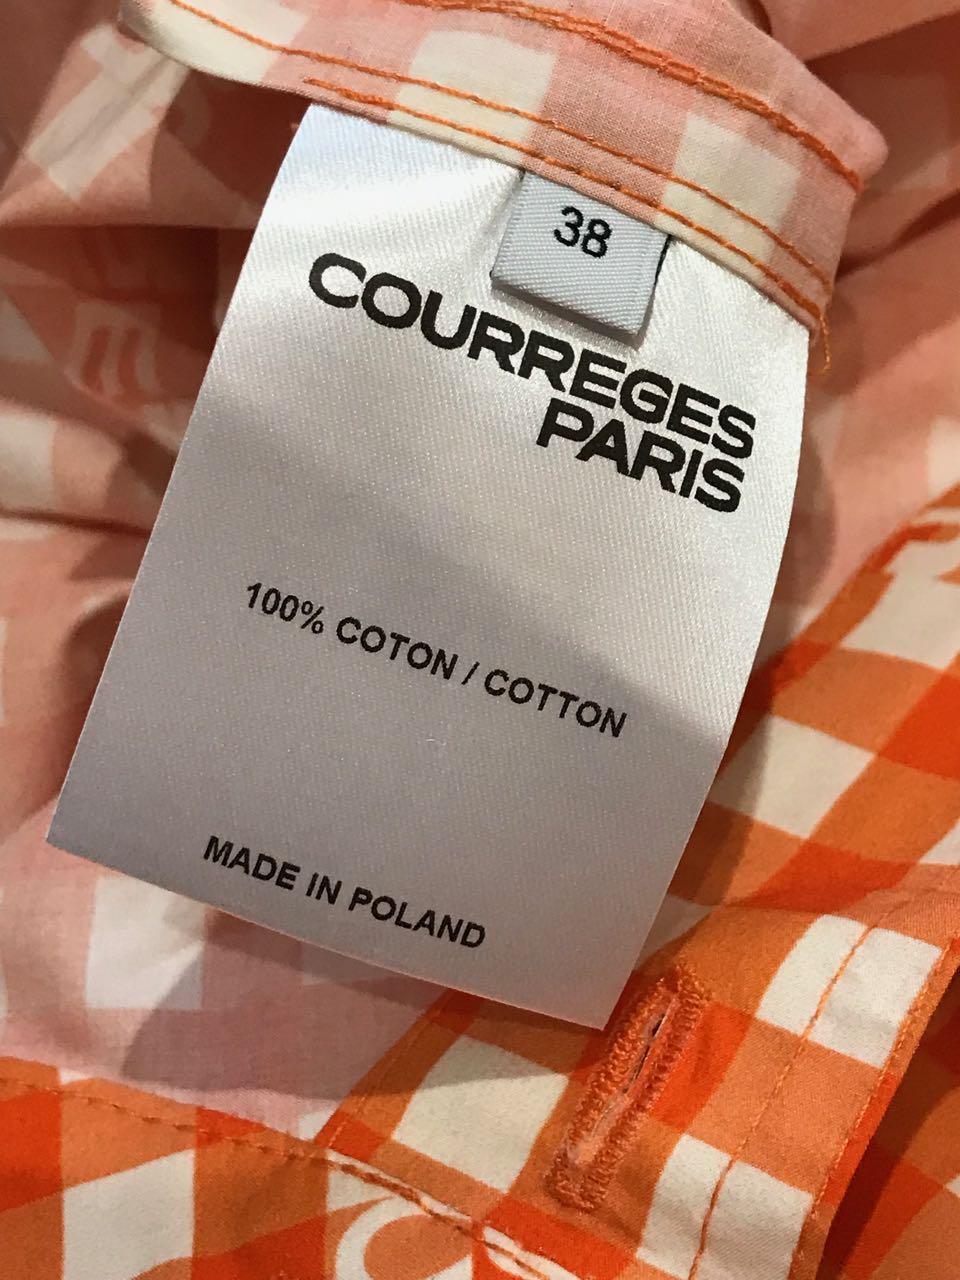 38
COURREGES
PARIS
100% COTON / COTTON
MADE IN POLAND